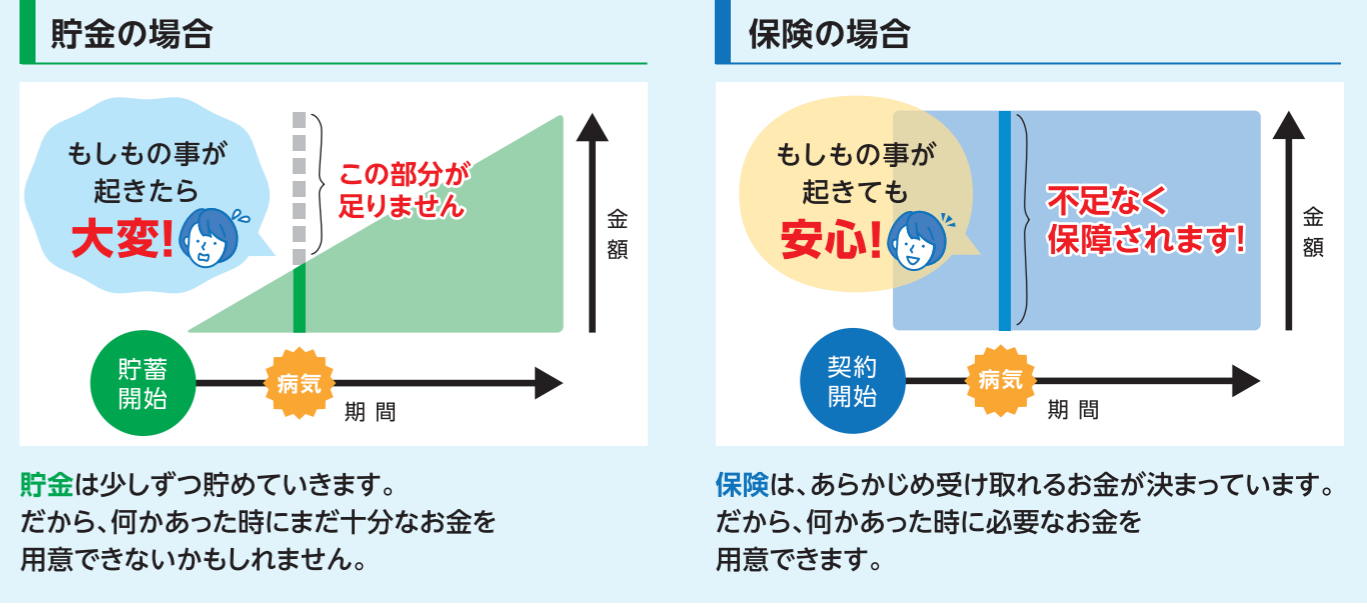 貯金の場合
もしもの事が
起きたら
大変!
この部分が
足りません
金額
貯蓄
開始
病気
期間
貯金は少しずつ貯めていきます。
だから、何かあった時にまだ十分なお金を
用意できないかもしれません。
保険の場合
もしもの事が
起きても
安心!
不足なく
保障されます!
金額
契約
開始
病気
期間
保険は、あらかじめ受け取れるお金が決まっています。
だから、何かあった時に必要なお金を
用意できます。